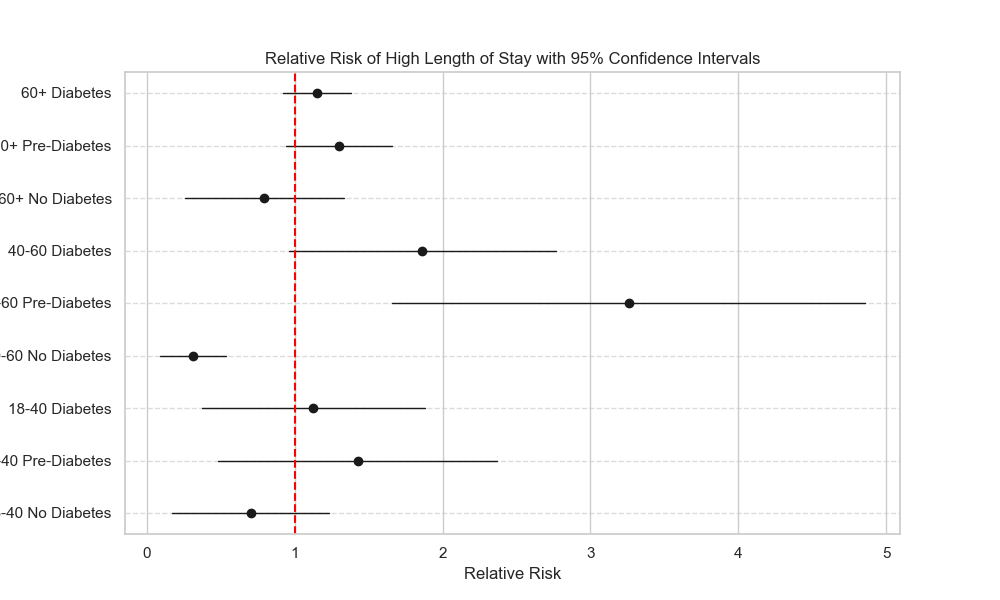 Relative Risk of High Length of Stay with 95% Confidence Intervals
60+ Diabetes
0+ Pre-Diabetes
60+ No Diabetes
40-60 Diabetes
-60 Pre-Diabetes
-60 No Diabetes
18-40 Diabetes
-40 Pre-Diabetes
-40 No Diabetes
0 1 2 3 4 5
Relative Risk